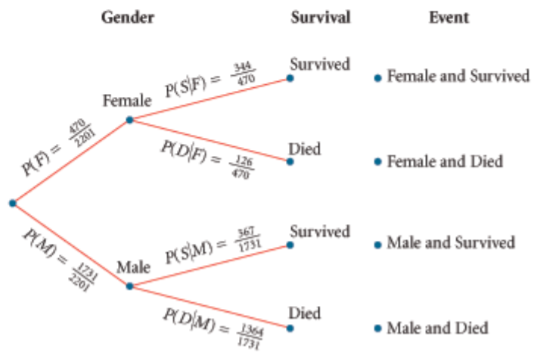 Gender Survival Event
P(F) = 470/2201
Female
P(S|F) = 344/470
Survived
Female and Survived
P(D|F) = 126/470
Died
Female and Died
P(M) = 1731/2201
Male
P(S|M) = 367/1731
Survived
Male and Survived
P(D|M) = 1364/1731
Died
Male and Died